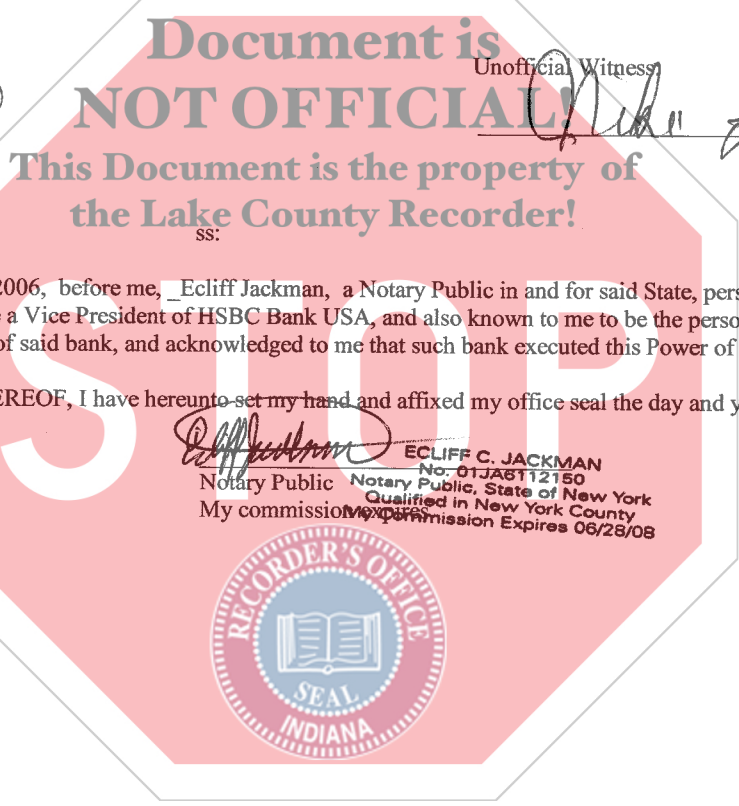 Document is
Unofficial Witness
NOT OFFICIAL!
This Document is the property of
the Lake County Recorder!
ss:
2006, before me, _Ecliff Jackman, a Notary Public in and for said State, pers
a Vice President of HSBC Bank USA, and also known to me to be the perso
of said bank, and acknowledged to me that such bank executed this Power of
EREOF, I have hereunto set my hand and affixed my office seal the day and y
STOP
ECLIFF C. JACKMAN
No. 01JA6112150
Notary Public
Notary Public, State of New York
Qualified in New York County
My commission expires
My Commission Expires 06/28/08
RECORDER'S OFFICE
SEAL
INDIANA